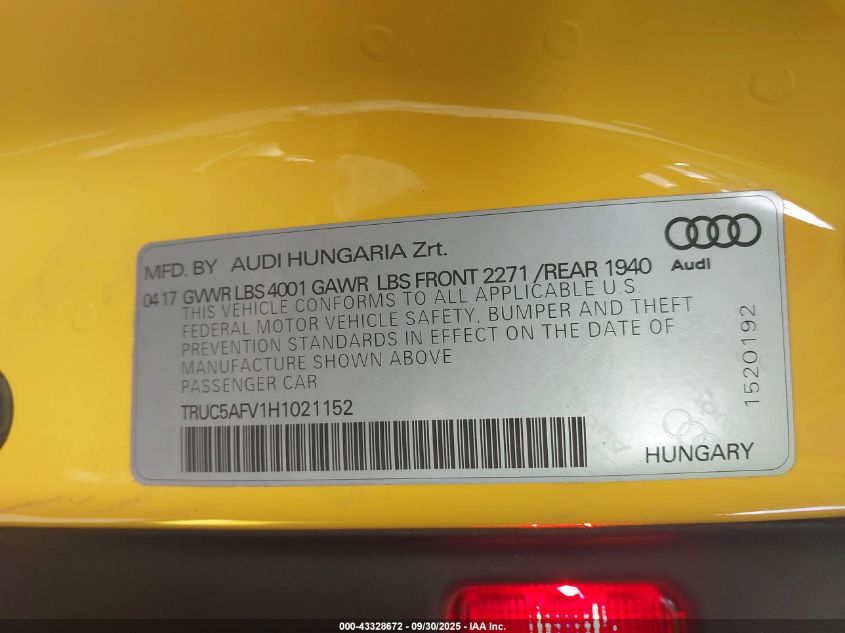 MFD. BY AUDI HUNGARIA Zrt.
Audi
0417 GVWR LBS 4001 GAWR LBS FRONT 2271 /REAR 1940
THIS VEHICLE CONFORMS TO ALL APPLICABLE U.S.
FEDERAL MOTOR VEHICLE SAFETY, BUMPER AND THEFT
PREVENTION STANDARDS IN EFFECT ON THE DATE OF
MANUFACTURE SHOWN ABOVE
PASSENGER CAR
1520192
TRUC5AFV1H1021152
HUNGARY
000-43328672 - 09/30/2025 - IAA Inc.